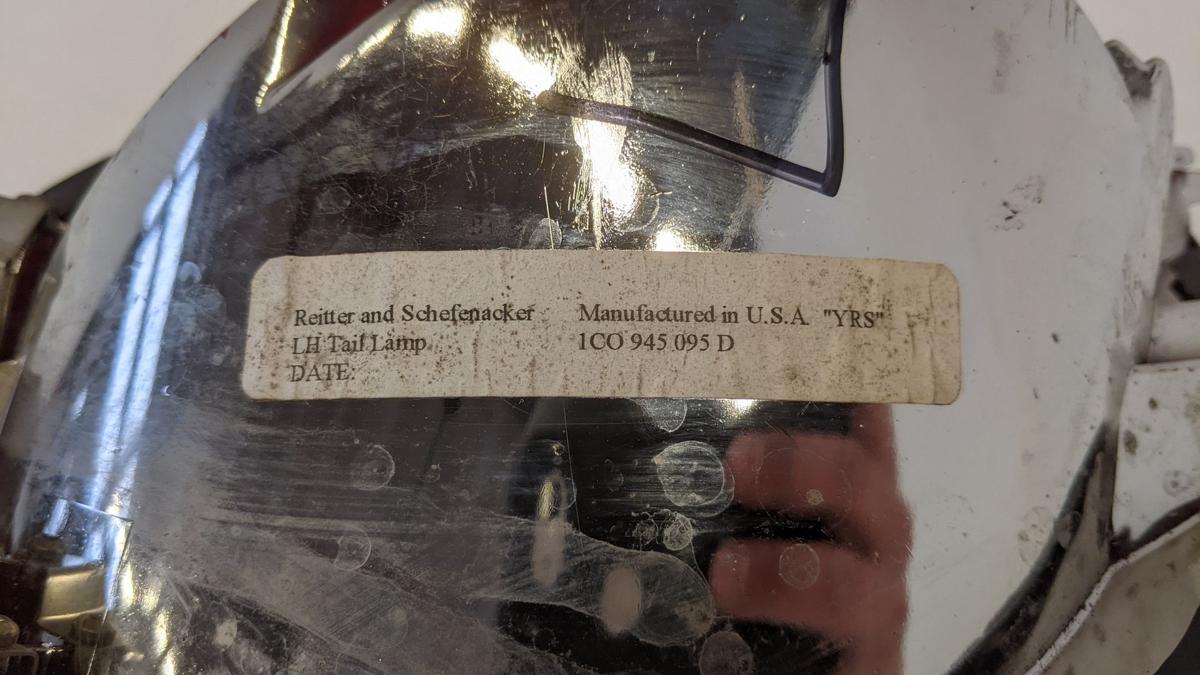 Reitter and Schefenacker Manufactured in U.S.A. "YRS"
LH Tail Lamp 1CO 945 095 D
DATE: